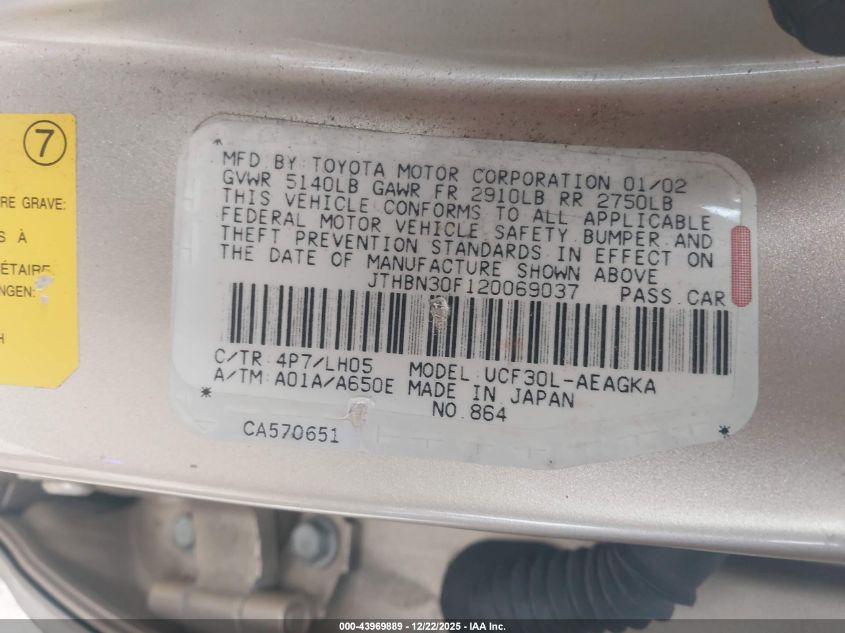 7
RE GRAVE:
S À
ÉTAIRE
NGEN:
H
MFD BY TOYOTA MOTOR CORPORATION 01/02
GVWR 5140LB GAWR FR 2910LB RR 2750LB
THIS VEHICLE CONFORMS TO ALL APPLICABLE
FEDERAL MOTOR VEHICLE SAFETY, BUMPER AND
THEFT PREVENTION STANDARDS IN EFFECT ON
THE DATE OF MANUFACTURE SHOWN ABOVE
JTHBN30F120069037 PASS.CAR
C/TR:4P7/LH05 MODEL:UCF30L-AEAGKA
A/TM:A01A/A650E MADE IN JAPAN
NO.864
CA570651
000-43969889 - 12/22/2025 - IAA Inc.